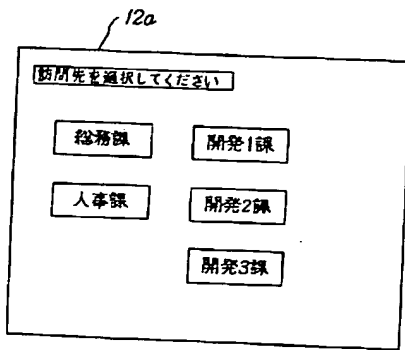 12a
訪問先を選択してください
総務課 開発1課
人事課 開発2課
開発3課